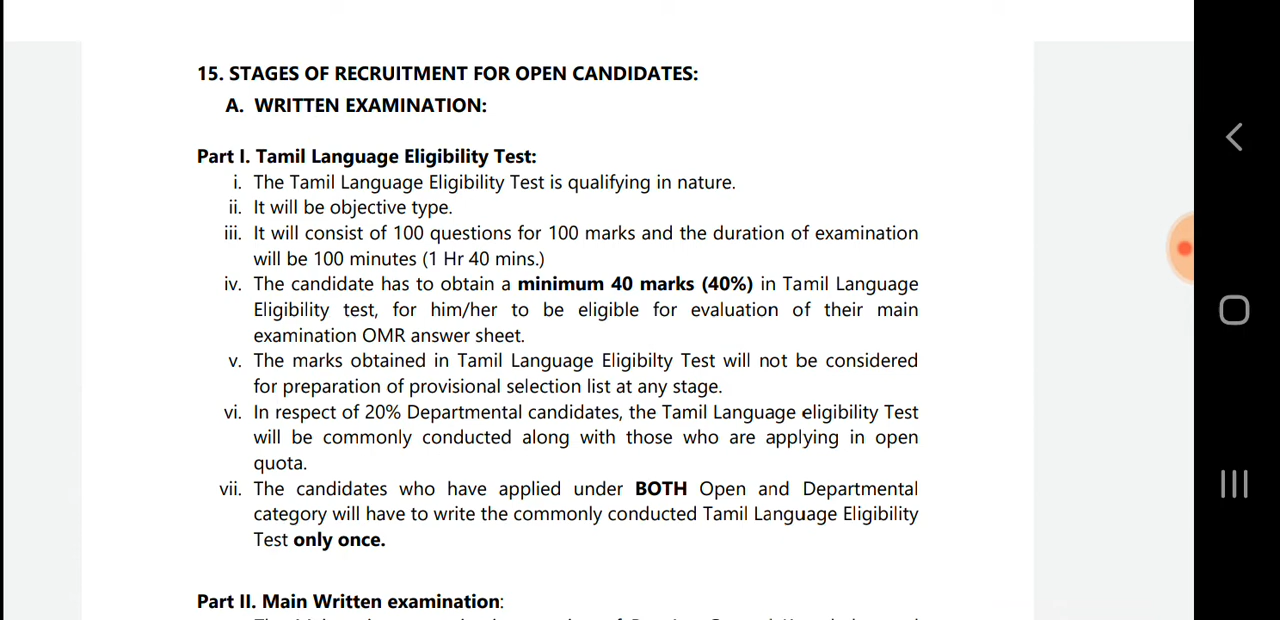 15. STAGES OF RECRUITMENT FOR OPEN CANDIDATES:
A. WRITTEN EXAMINATION:
Part I. Tamil Language Eligibility Test:
i. The Tamil Language Eligibility Test is qualifying in nature.
ii. It will be objective type.
iii. It will consist of 100 questions for 100 marks and the duration of examination
will be 100 minutes (1 Hr 40 mins.)
iv. The candidate has to obtain a minimum 40 marks (40%) in Tamil Language
Eligibility test, for him/her to be eligible for evaluation of their main
examination OMR answer sheet.
v. The marks obtained in Tamil Language Eligibilty Test will not be considered
for preparation of provisional selection list at any stage.
vi. In respect of 20% Departmental candidates, the Tamil Language eligibility Test
will be commonly conducted along with those who are applying in open
quota.
vii. The candidates who have applied under BOTH Open and Departmental
category will have to write the commonly conducted Tamil Language Eligibility
Test only once.
Part II. Main Written examination: